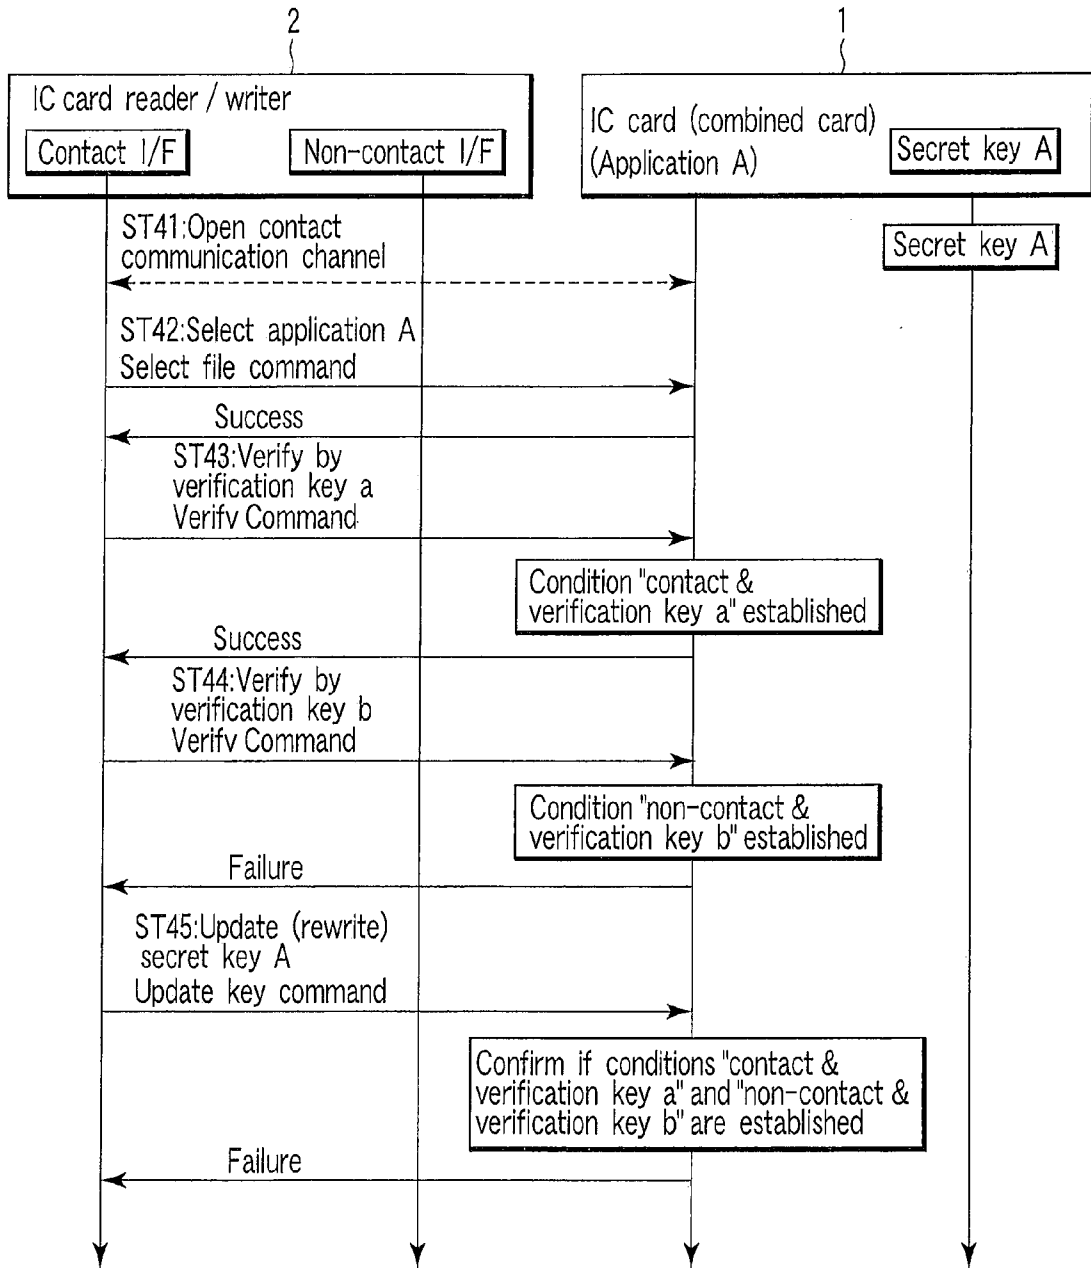 2
1
IC card reader / writer
Contact I/F
Non-contact I/F
IC card (combined card)
(Application A)
Secret key A
Secret key A
ST41:Open contact
communication channel
ST42:Select application A
Select file command
Success
ST43:Verify by
verification key a
Verify Command
Condition "contact &
verification key a" established
Success
ST44:Verify by
verification key b
Verify Command
Condition "non-contact &
verification key b" established
Failure
ST45:Update (rewrite)
secret key A
Update key command
Confirm if conditions "contact &
verification key a" and "non-contact &
verification key b" are established
Failure